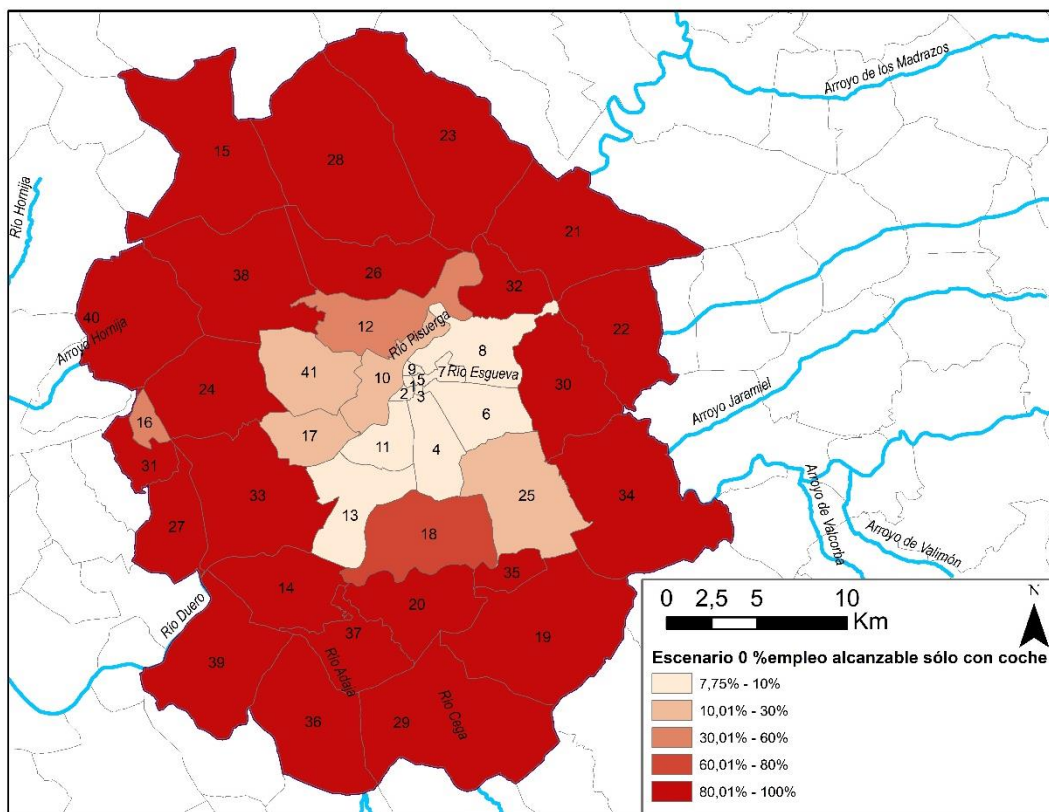 Arroyo de los Madrazos
23
15
28
Río Hornija
21
38
26
32
40
22
12
Río Pisuerga
Arroyo Hornija
8
9
7
Río Esgueva
41
10
5
1
30
24
2
3
Arroyo Jaramiel
16
6
17
11
4
31
33
25
34
27
13
18
Arroyo de Valcorba
Arroyo de Valimón
35
14
20
Río Duero
37
19
39
Río Adaja
36
29
Río Cega
N
0 2,5 5 10
Km
Escenario 0 %empleo alcanzable sólo con coche
7,75% - 10%
10,01% - 30%
30,01% - 60%
60,01% - 80%
80,01% - 100%